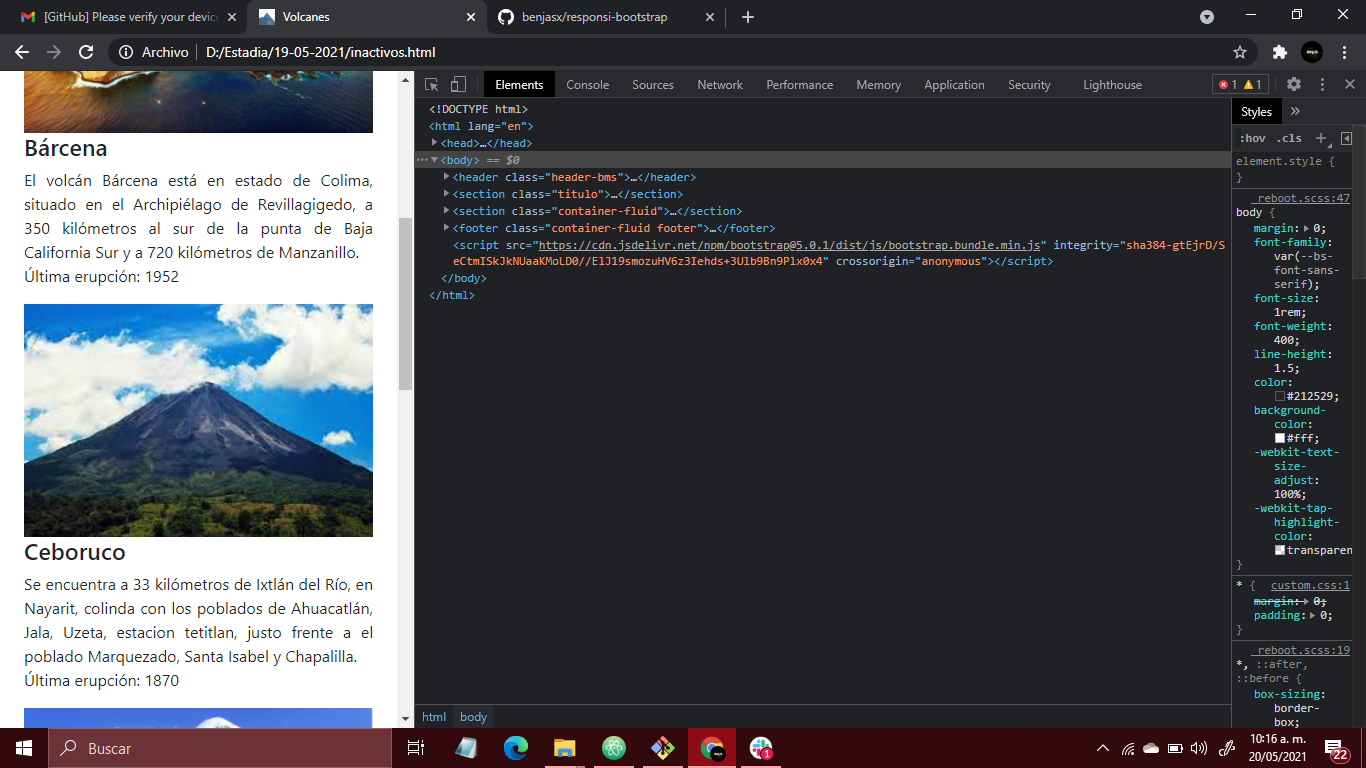 [GitHub] Please verify your device
Volcanes
benjasx/responsi-bootstrap
Archivo D:/Estadia/19-05-2021/inactivos.html
Bárcena
El volcán Bárcena está en estado de Colima,
situado en el Archipiélago de Revillagigedo, a
350 kilómetros al sur de la punta de Baja
California Sur y a 720 kilómetros de Manzanillo.
Última erupción: 1952
Ceboruco
Se encuentra a 33 kilómetros de Ixtlán del Río, en
Nayarit, colinda con los poblados de Ahuacatlán,
Jala, Uzeta, estacion tetitlan, justo frente a el
poblado Marquezado, Santa Isabel y Chapalilla.
Última erupción: 1870
Elements Console Sources Network Performance Memory Application Security Lighthouse 1 1
<!DOCTYPE html>
<html lang="en">
<head>…</head>
<body> == $0
<header class="header-bms">…</header>
<section class="titulo">…</section>
<section class="container-fluid">…</section>
<footer class="container-fluid footer">…</footer>
<script src="https://cdn.jsdelivr.net/npm/bootstrap@5.0.1/dist/js/bootstrap.bundle.min.js" integrity="sha384-gtEjrD/S
eCtmISkJkNUaaKMoLD0//ElJ19smozuHV6z3Iehds+3Ulb9Bn9Plx0x4" crossorigin="anonymous"></script>
</body>
</html>
html body
Styles »
:hov .cls +
element.style {
}
_reboot.scss:47
body {
margin: 0;
font-family:
var(--bs-
font-sans-
serif);
font-size:
1rem;
font-weight:
400;
line-height:
1.5;
color:
#212529;
background-
color:
#fff;
-webkit-text-
size-
adjust:
100%;
-webkit-tap-
highlight-
color:
transparen
}
* { custom.css:1
margin: 0;
padding: 0;
}
_reboot.scss:19
*, ::after,
::before {
box-sizing:
border-
box;
Buscar
1
10:16 a. m.
20/05/2021
22